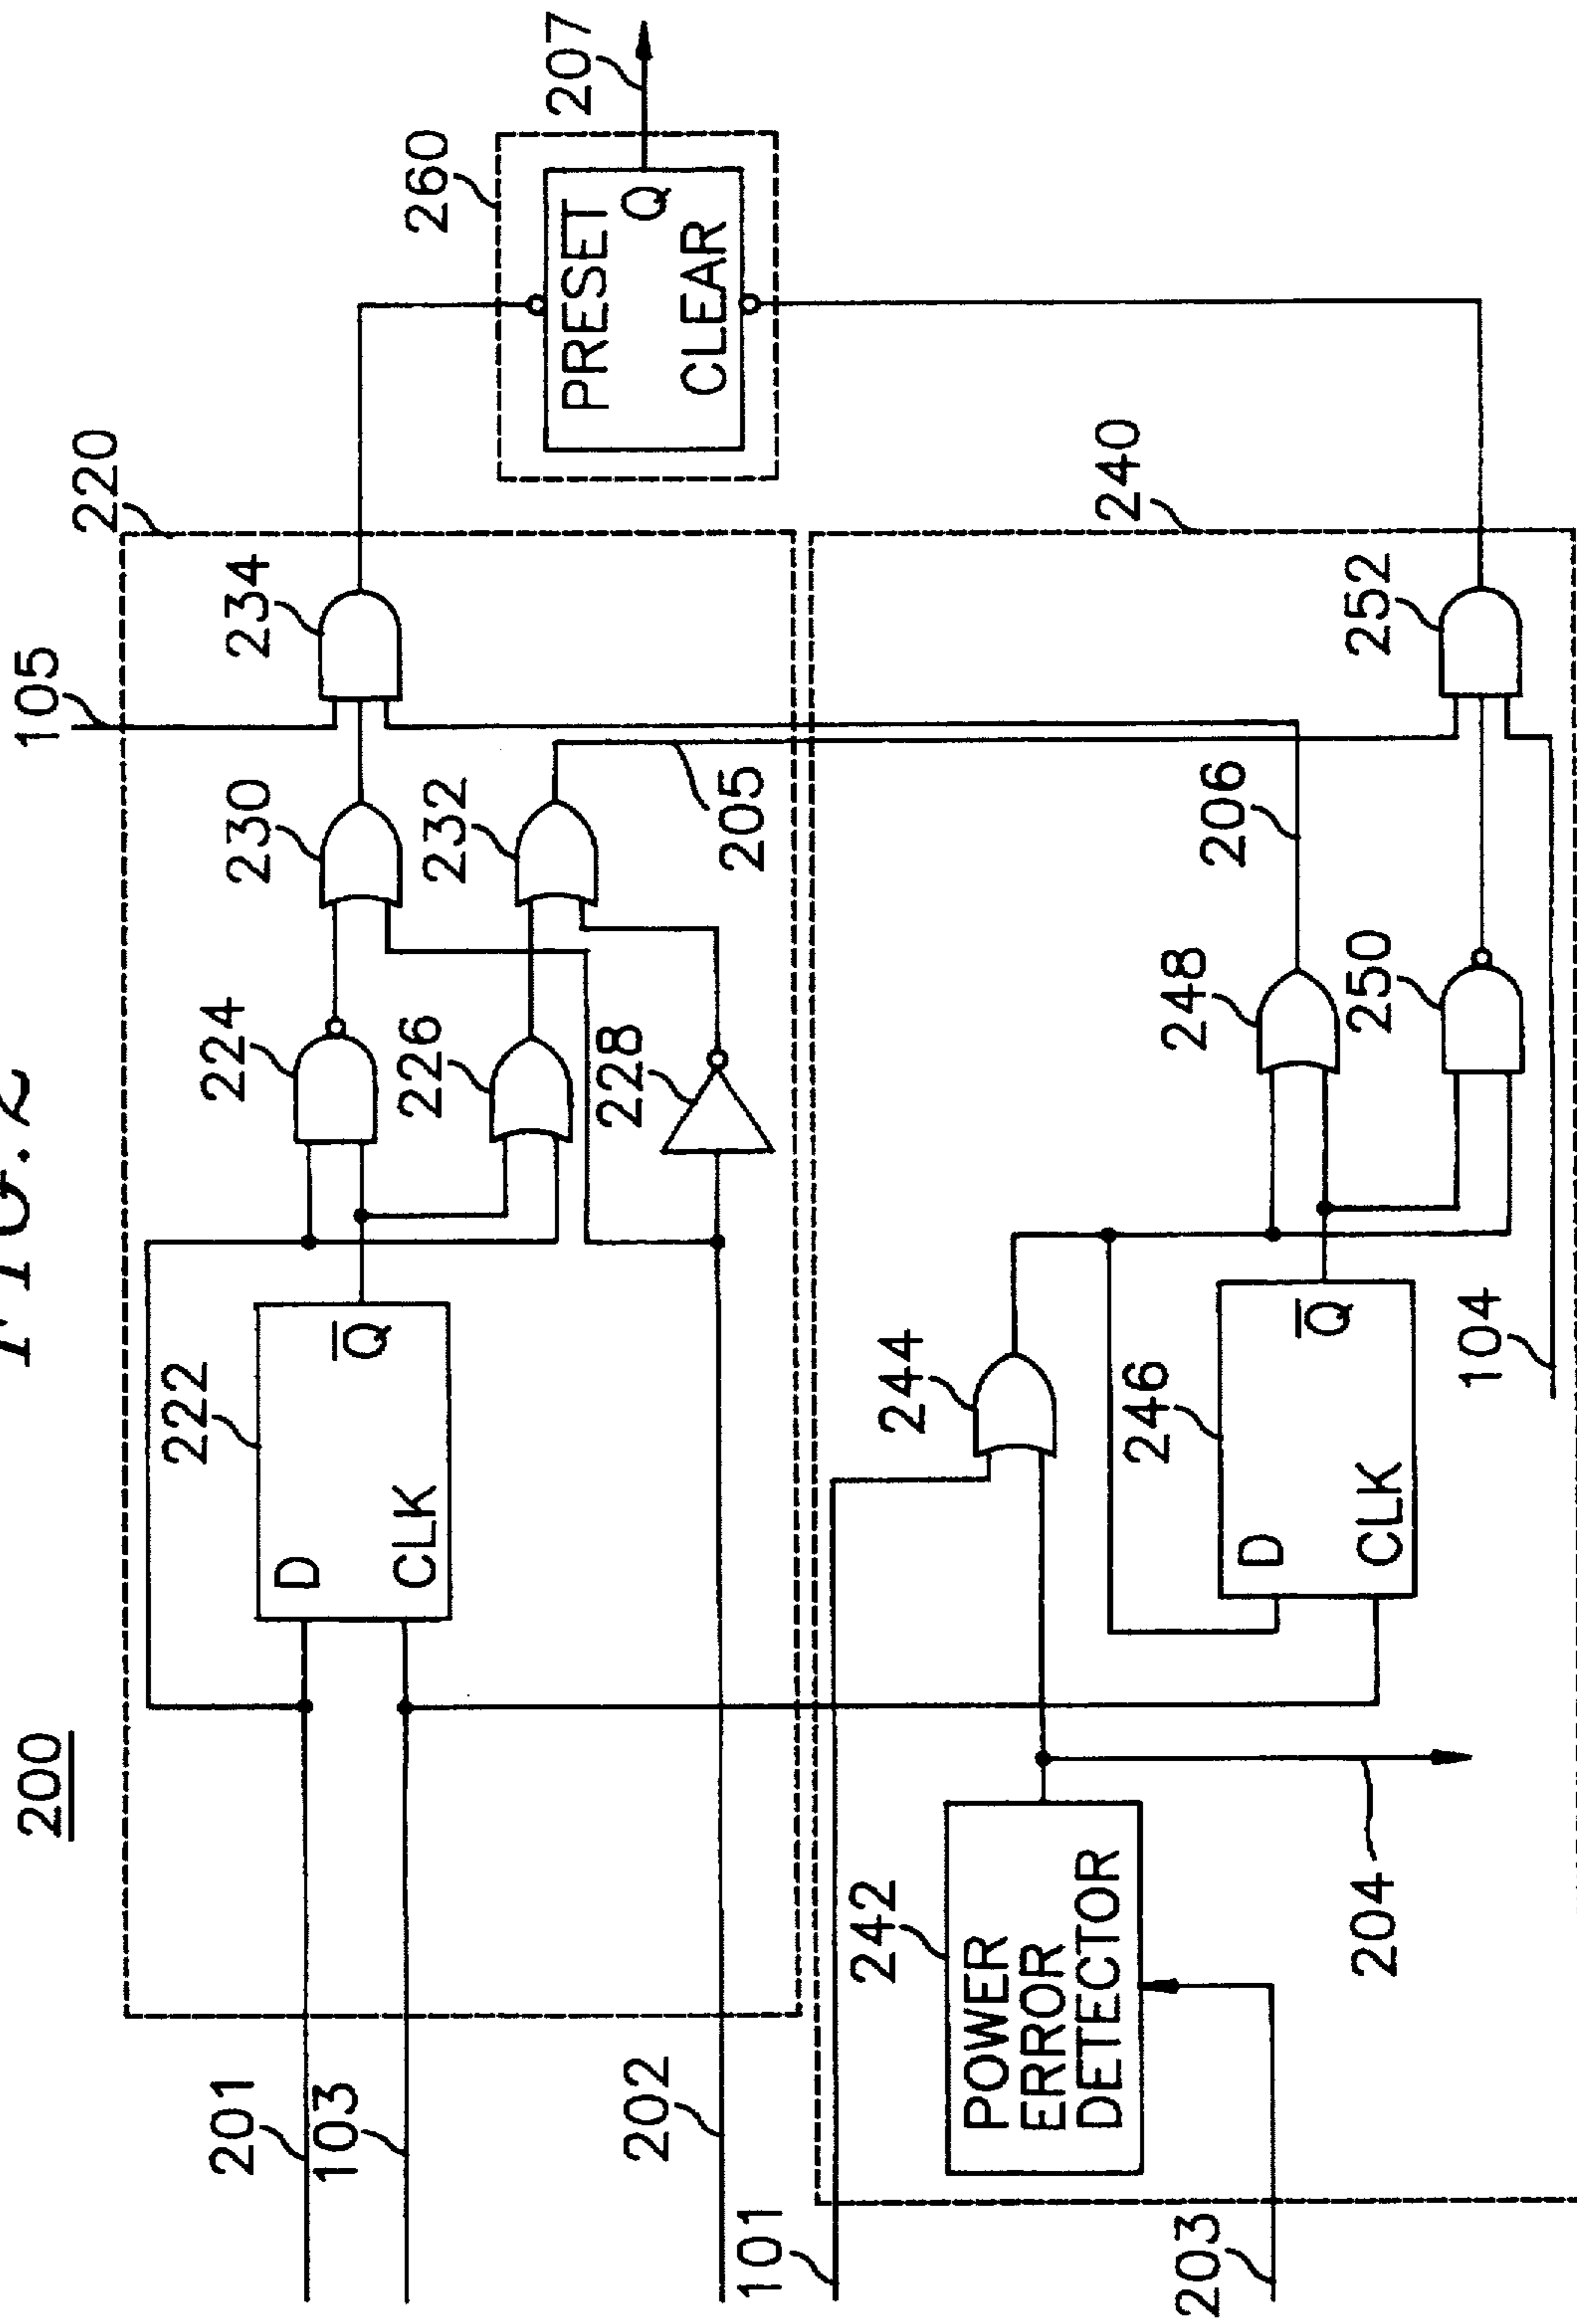 FIG. 2
200
220
105
234
230
232
224
226
228
205
222
D
CLK
Q̅
201
103
202
260
PRESET
Q
CLEAR
207
240
252
206
248
250
244
246
D
CLK
Q̅
104
242
POWER
ERROR
DETECTOR
204
101
203